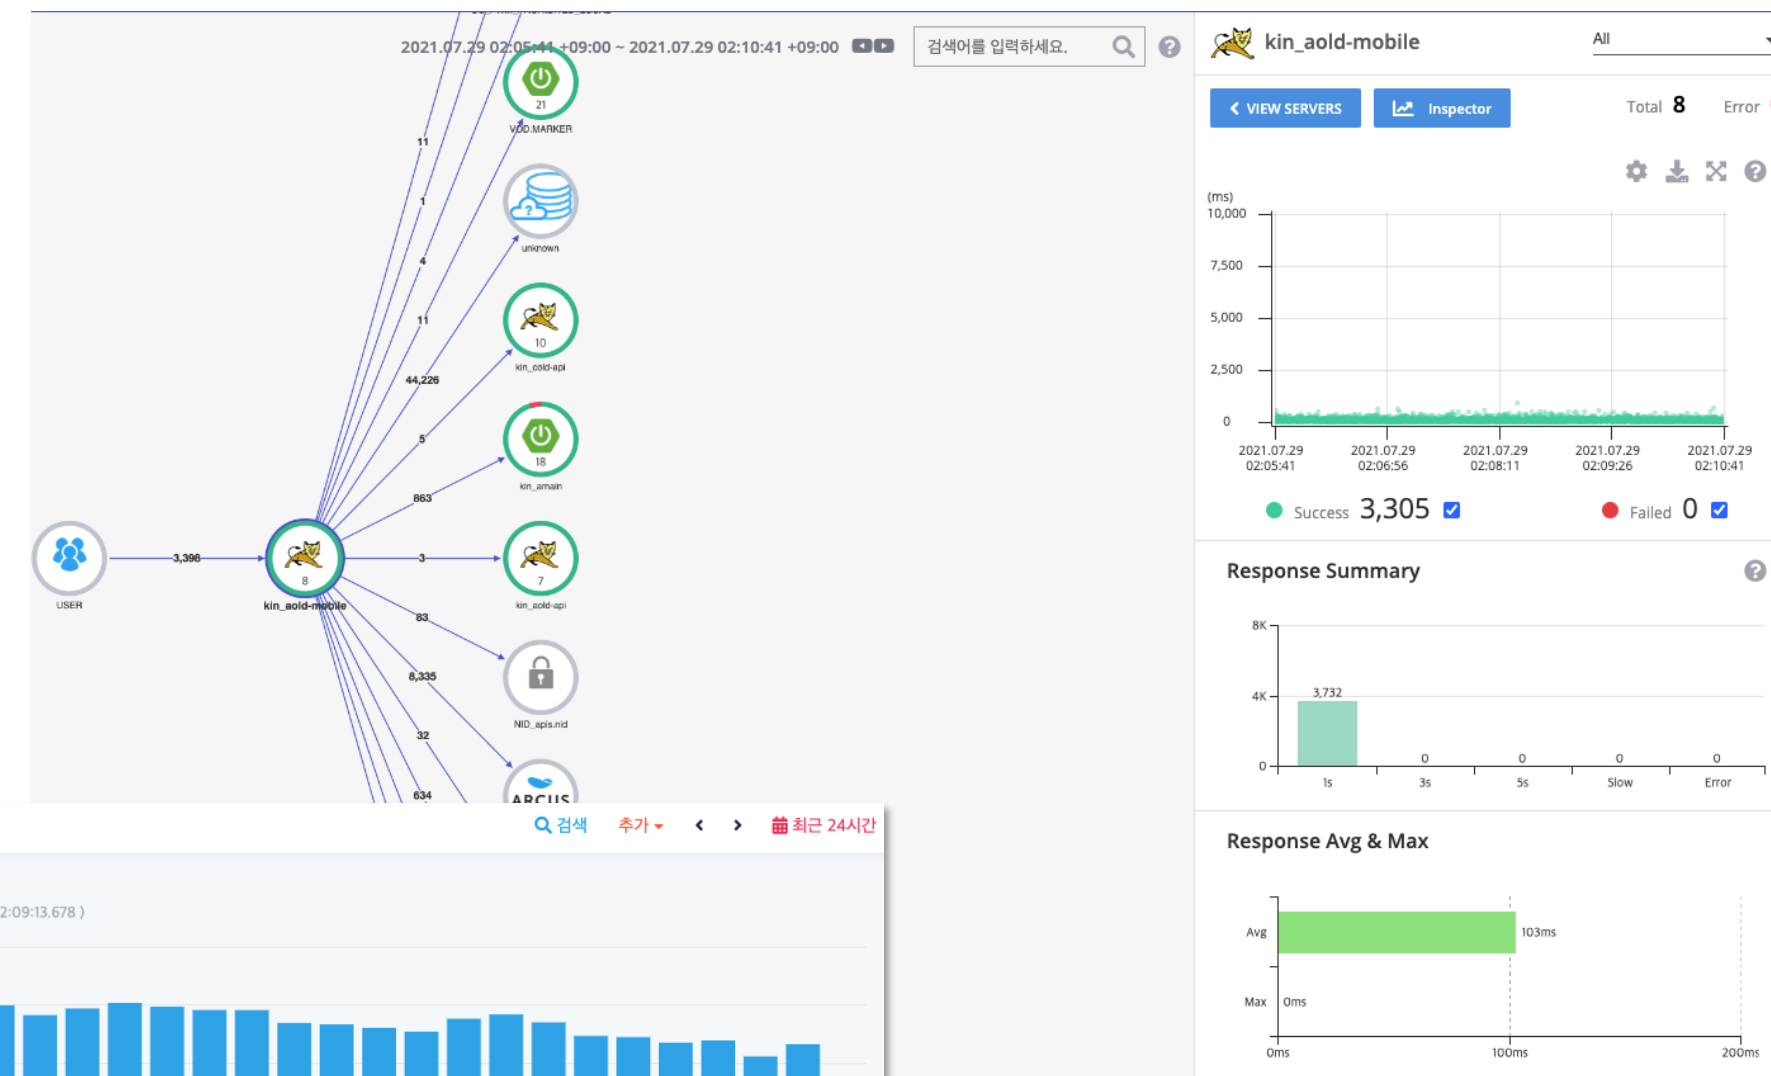 2021.07.29 02:05:41 +09:00 ~ 2021.07.29 02:10:41 +09:00
검색어를 입력하세요.
21
VOD.MARKER
11
1
unknown
4
11
10
kin_cold-api
44,226
5
18
kin_amain
863
USER
3,396
8
kin_aold-mobile
3
7
kin_aold-api
83
NID_apis.nid
8,335
32
ARCUS
634
검색 추가 최근 24시간
2:09:13.678 )
kin_aold-mobile
All
VIEW SERVERS
Inspector
Total 8 Error
(ms)
10,000
7,500
5,000
2,500
0
2021.07.29 2021.07.29 2021.07.29 2021.07.29 2021.07.29
02:05:41 02:06:56 02:08:11 02:09:26 02:10:41
Success 3,305 Failed 0
Response Summary
8K
4K
0
3,732 0 0 0 0
1s 3s 5s Slow Error
Response Avg & Max
Avg 103ms
Max 0ms
0ms 100ms 200ms